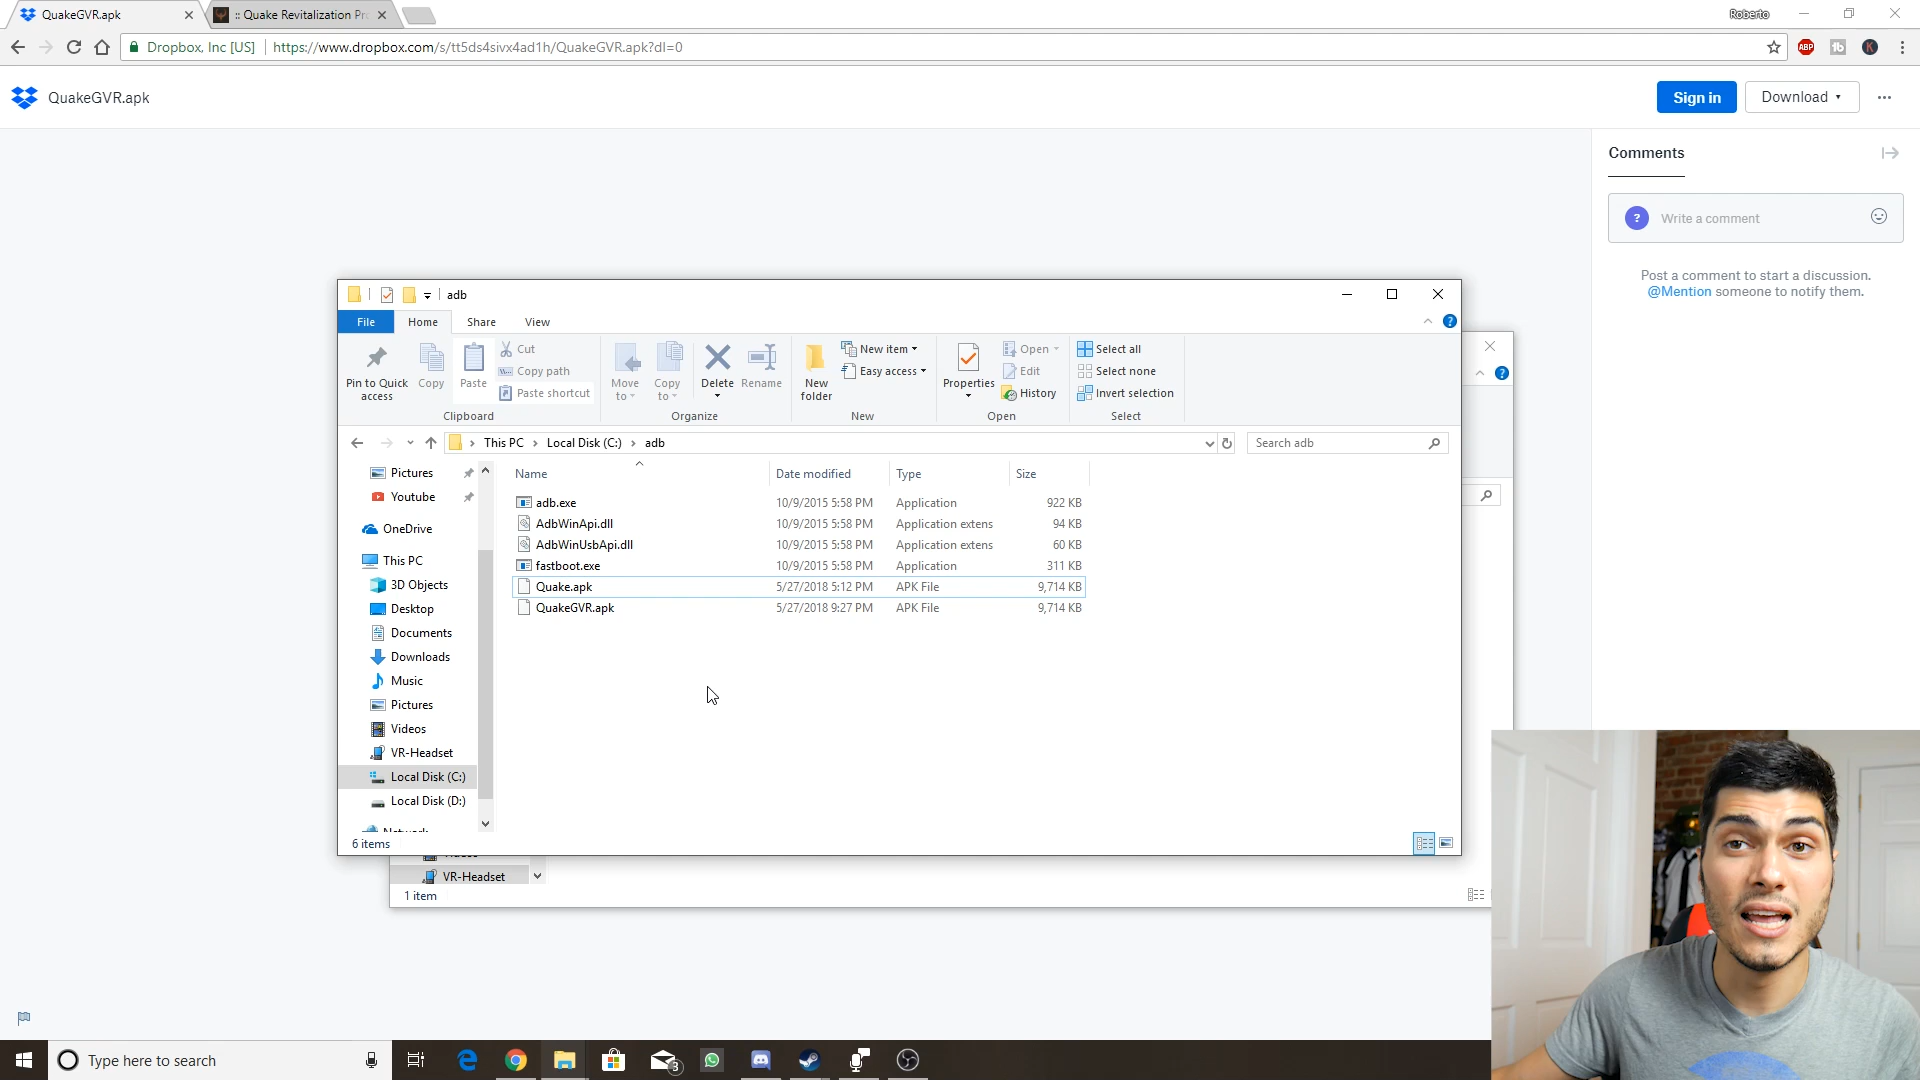 QuakeGVR.apk
:: Quake Revitalization Pro
Roberto
Dropbox, Inc [US]
https://www.dropbox.com/s/tt5ds4sivx4ad1h/QuakeGVR.apk?dl=0
ABP
tb
K
QuakeGVR.apk
Sign in
Download
Comments
?
Write a comment
Post a comment to start a discussion.
@Mention someone to notify them.
adb
File
Home
Share
View
Pin to Quick access
Copy
Paste
Cut
Copy path
Paste shortcut
Clipboard
Move to
Copy to
Delete
Rename
Organize
New folder
New item
Easy access
New
Properties
Open
Edit
History
Open
Select all
Select none
Invert selection
Select
This PC
Local Disk (C:)
adb
Search adb
Pictures
Youtube
OneDrive
This PC
3D Objects
Desktop
Documents
Downloads
Music
Pictures
Videos
VR-Headset
Local Disk (C:)
Local Disk (D:)
Name Date modified Type Size
adb.exe 10/9/2015 5:58 PM Application 922 KB
AdbWinApi.dll 10/9/2015 5:58 PM Application extens 94 KB
AdbWinUsbApi.dll 10/9/2015 5:58 PM Application extens 60 KB
fastboot.exe 10/9/2015 5:58 PM Application 311 KB
Quake.apk 5/27/2018 5:12 PM APK File 9,714 KB
QuakeGVR.apk 5/27/2018 9:27 PM APK File 9,714 KB
6 items
VR-Headset
1 item
Type here to search
3